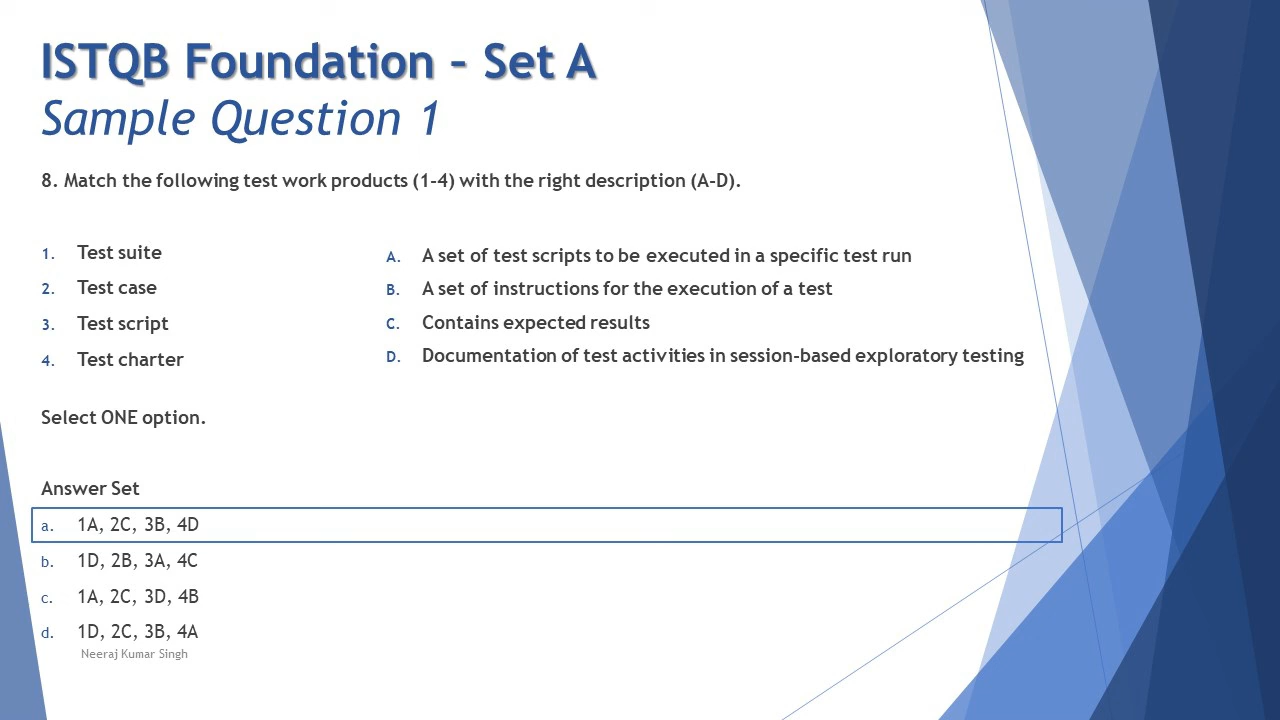 ISTQB Foundation – Set A
Sample Question 1
8. Match the following test work products (1-4) with the right description (A-D).
1. Test suite
2. Test case
3. Test script
4. Test charter
A. A set of test scripts to be executed in a specific test run
B. A set of instructions for the execution of a test
C. Contains expected results
D. Documentation of test activities in session-based exploratory testing
Select ONE option.
Answer Set
a. 1A, 2C, 3B, 4D
b. 1D, 2B, 3A, 4C
c. 1A, 2C, 3D, 4B
d. 1D, 2C, 3B, 4A
Neeraj Kumar Singh